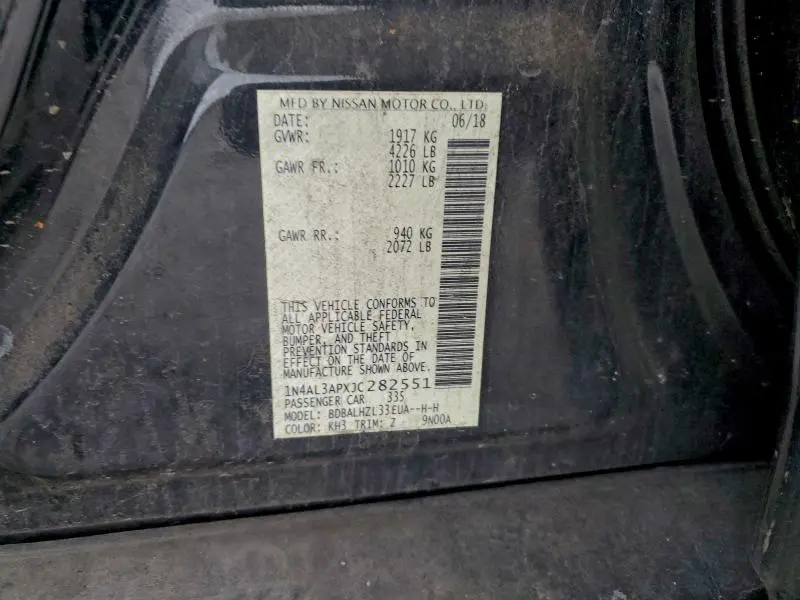 MFD BY NISSAN MOTOR CO., LTD.
DATE: 06/18
GVWR: 1917 KG
4226 LB
GAWR FR.: 1010 KG
2227 LB
GAWR RR.: 940 KG
2072 LB
THIS VEHICLE CONFORMS TO
ALL APPLICABLE FEDERAL
MOTOR VEHICLE SAFETY,
BUMPER, AND THEFT
PREVENTION STANDARDS IN
EFFECT ON THE DATE OF
MANUFACTURE SHOWN ABOVE.
1N4AL3APXJC282551
PASSENGER CAR 33S
MODEL: BDBALHZL33EUA--H-H
COLOR: KH3 TRIM: Z 9N00A